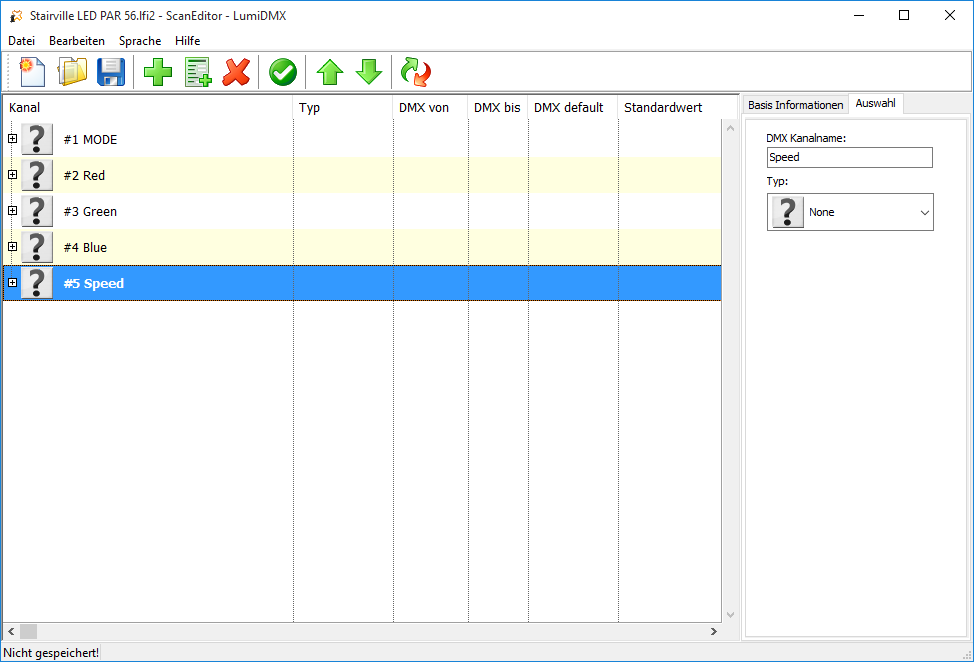 Stairville LED PAR 56.lfi2 - ScanEditor - LumiDMX
Datei Bearbeiten Sprache Hilfe
Kanal Typ DMX von DMX bis DMX default Standardwert
#1 MODE
#2 Red
#3 Green
#4 Blue
#5 Speed
Basis Informationen Auswahl
DMX Kanalname:
Speed
Typ:
None
Nicht gespeichert!